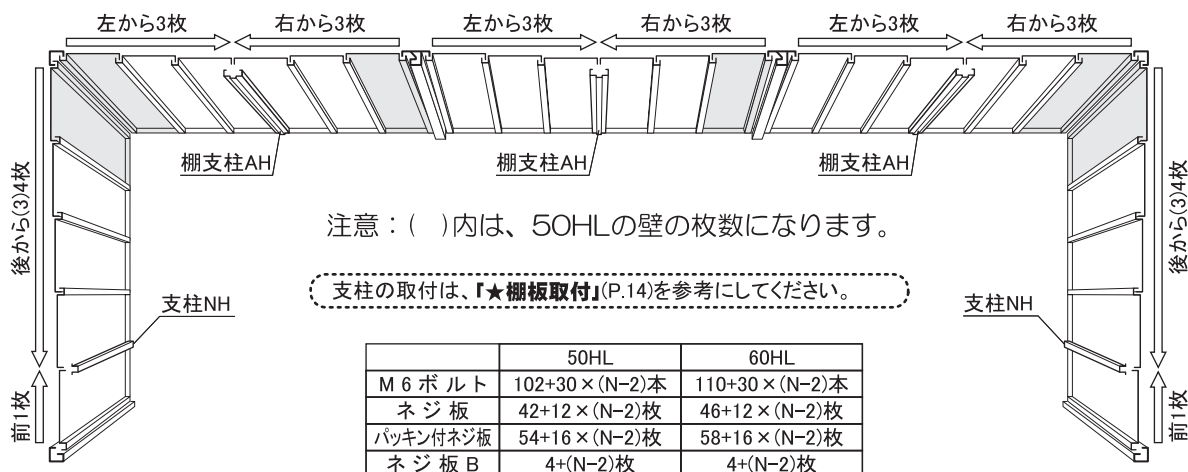 左から3枚 右から3枚 左から3枚 右から3枚 左から3枚 右から3枚
棚支柱AH 棚支柱AH 棚支柱AH
後から(3)4枚 後から(3)4枚
注意：( )内は、50HLの壁の枚数になります。
支柱の取付は、「★棚板取付」(P.14)を参考にしてください。
支柱NH 支柱NH
前1枚 前1枚
50HL 60HL
M6ボルト 102+30×(N-2)本 110+30×(N-2)本
ネジ板 42+12×(N-2)枚 46+12×(N-2)枚
パッキン付ネジ板 54+16×(N-2)枚 58+16×(N-2)枚
ネジ板B 4+(N-2)枚 4+(N-2)枚